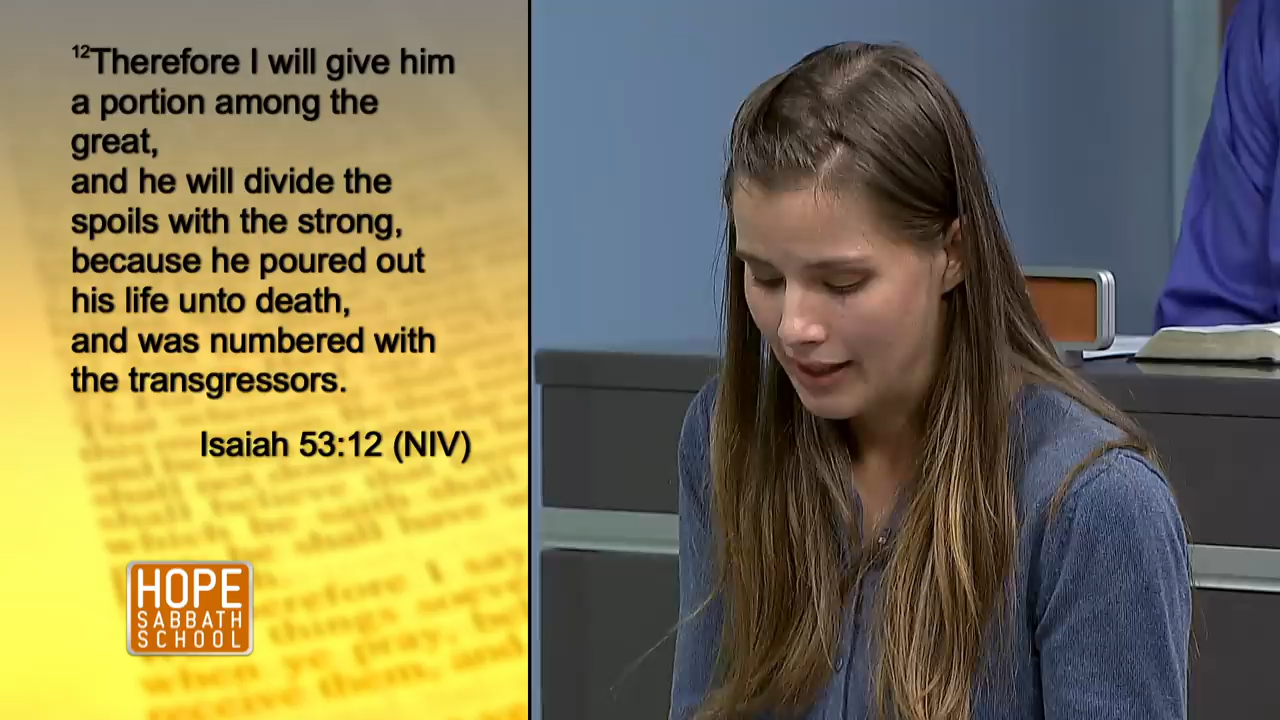 12Therefore I will give him
a portion among the
great,
and he will divide the
spoils with the strong,
because he poured out
his life unto death,
and was numbered with
the transgressors.
Isaiah 53:12 (NIV)
HOPE
SABBATH
SCHOOL